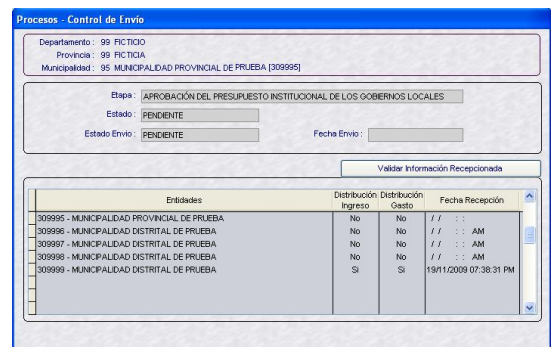 Procesos - Control de Envío
Departamento : 99 FICTICIO
Provincia : 99 FICTICIA
Municipalidad : 95 MUNICIPALIDAD PROVINCIAL DE PRUEBA [309995]
Etapa : APROBACIÓN DEL PRESUPUESTO INSTITUCIONAL DE LOS GOBIERNOS LOCALES
Estado : PENDIENTE
Estado Envio : PENDIENTE Fecha Envio :
Validar Información Recepcionada
Entidades Distribución Ingreso Distribución Gasto Fecha Recepción
309995 - MUNICIPALIDAD PROVINCIAL DE PRUEBA No No / / : :
309996 - MUNICIPALIDAD DISTRITAL DE PRUEBA No No / / : : AM
309997 - MUNICIPALIDAD DISTRITAL DE PRUEBA No No / / : : AM
309998 - MUNICIPALIDAD DISTRITAL DE PRUEBA No No / / : : AM
309999 - MUNICIPALIDAD DISTRITAL DE PRUEBA Si Si 19/11/2009 07:38:31 PM